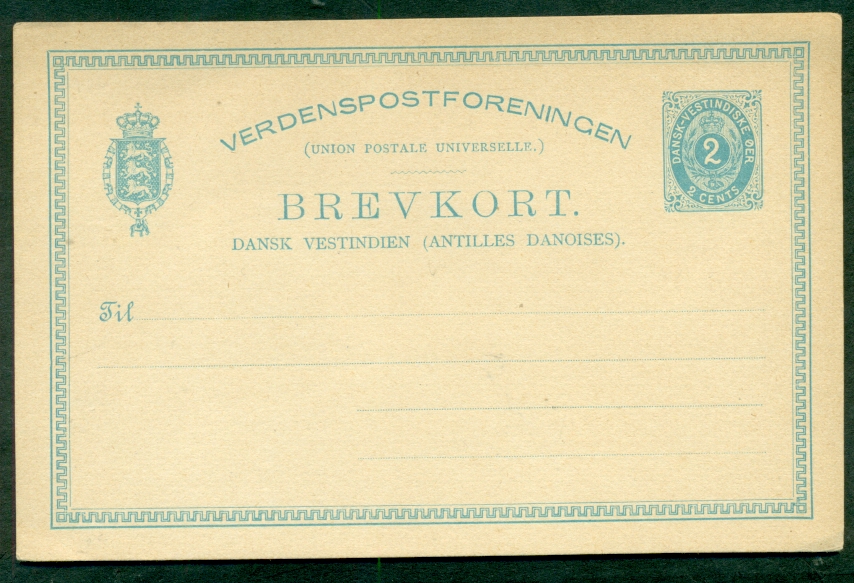 VERDENSPOSTFORENINGEN
(UNION POSTALE UNIVERSELLE.)
BREVKORT.
DANSK VESTINDIEN (ANTILLES DANOISES).
DANSK-VESTINDISKE ØER
2
2 CENTS
Til